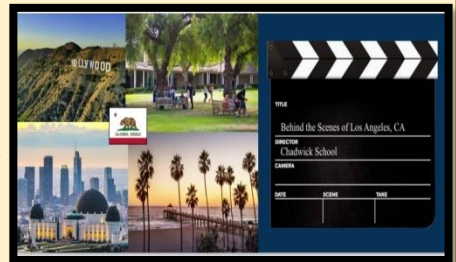 HOLLYWOOD
CALIFORNIA REPUBLIC
TITLE
Behind the Scenes of Los Angeles, CA
DIRECTOR
Chadwick School
CAMERA
DATE SCENE TAKE